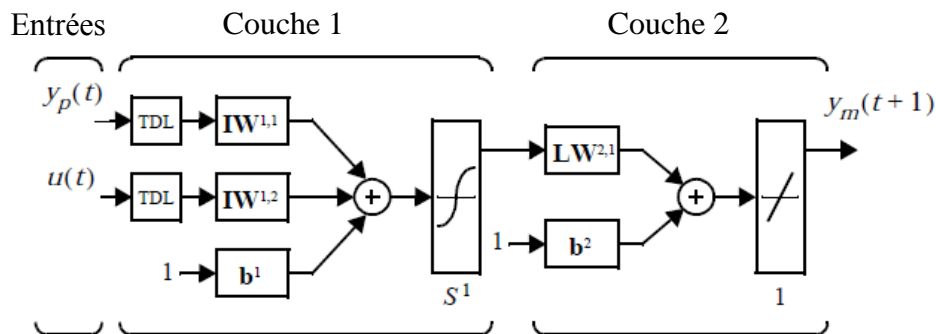 Entrées Couche 1 Couche 2
y_p(t) y_m(t+1)
TDL IW^{1,1}
LW^{2,1}
u(t) TDL IW^{1,2}
1 b^1 1 b^2
S^1 1